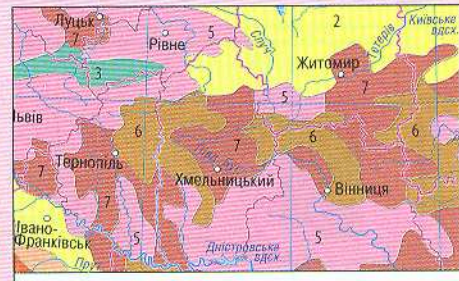 Луцьк
7
Рівне
5
Случ
2
Київське
вдсх.
Тетерів
Житомир
3
5
7
Львів
6
7
6
6
Тернопіль
7
Хмельницький
Вінниця
7
Івано-
Франківськ
5
Дністровська
вдсх.
5
Прут